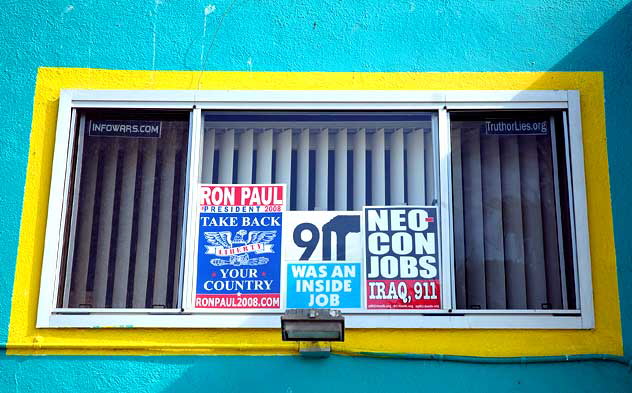 INFOWARS.COM
TruthorLies.Org
RON PAUL
PRESIDENT 2008
TAKE BACK
LIBERTY
YOUR
COUNTRY
RONPAUL2008.COM
911
WAS AN
INSIDE
JOB
NEO-
CON
JOBS
IRAQ, 911